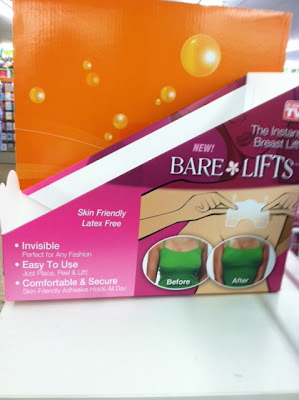 TV
The Instant
Breast Lift
NEW!
BARE LIFTS
Skin Friendly
Latex Free
• Invisible
Perfect for Any Fashion
• Easy To Use
Just Place, Peel & Lift!
• Comfortable & Secure
Skin-Friendly Adhesive Holds All Day
Before
After